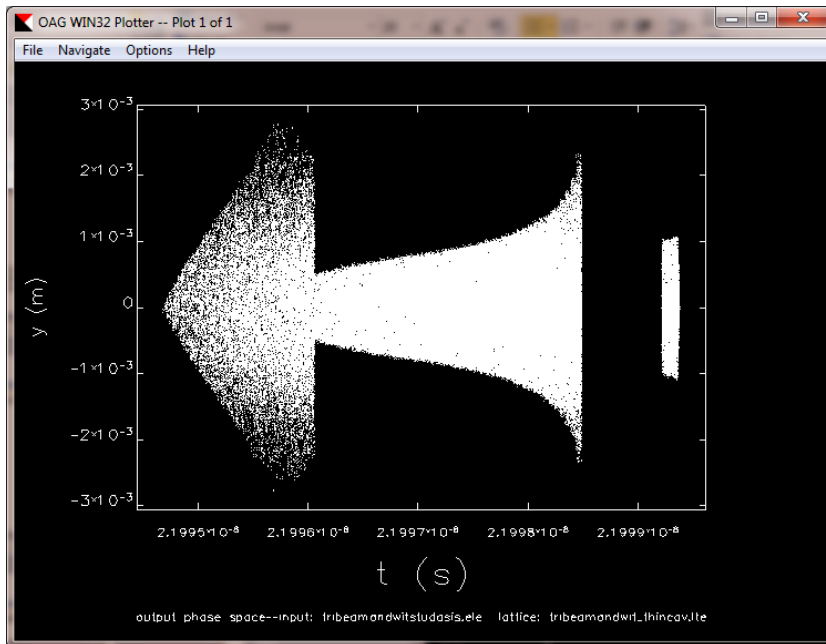 OAG WIN32 Plotter -- Plot 1 of 1
File Navigate Options Help
3×10⁻³
2×10⁻³
1×10⁻³
0
-1×10⁻³
-2×10⁻³
-3×10⁻³
y (m)
2.1995×10⁻⁸ 2.1996×10⁻⁸ 2.1997×10⁻⁸ 2.1998×10⁻⁸ 2.1999×10⁻⁸
t (s)
output phase space--input: tribeamandwitstudasis.ele lattice: tribeamandwit_thincav.lte